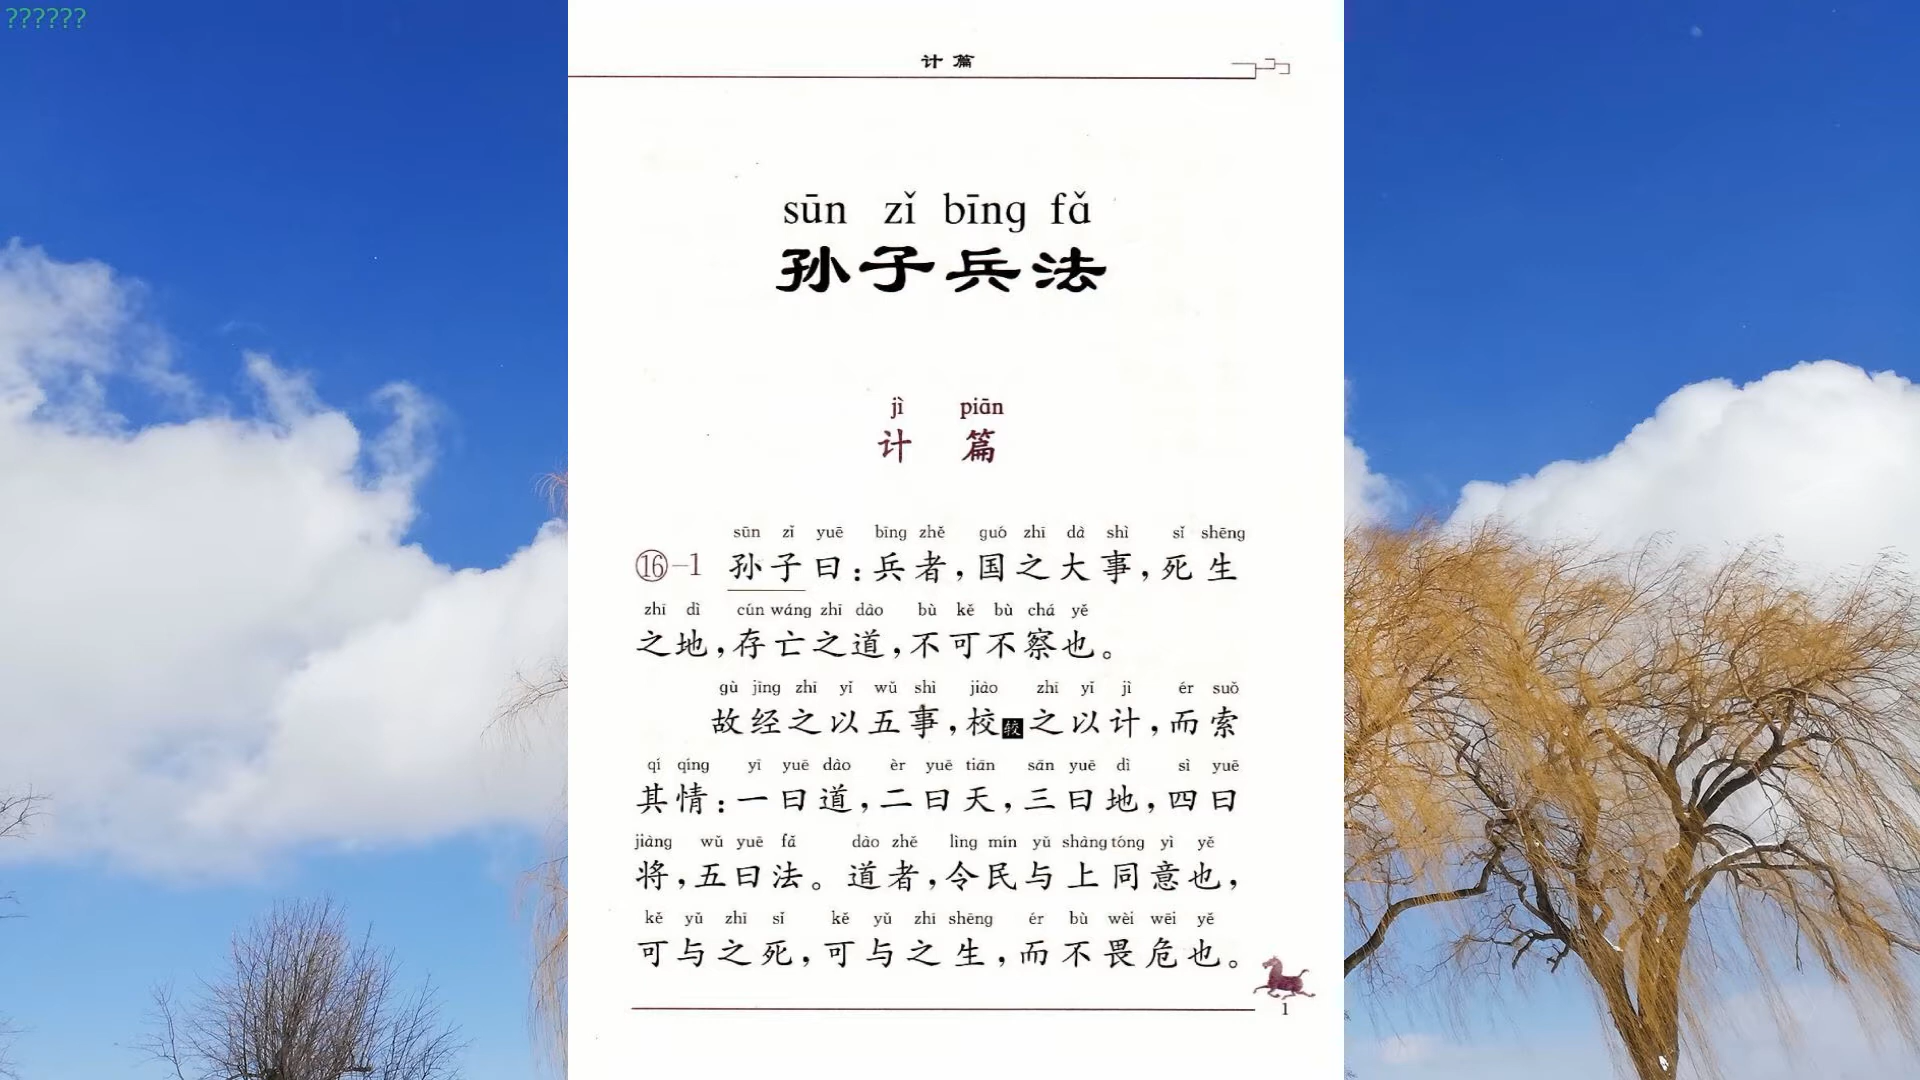 ??????
计篇
sūn zǐ bīng fǎ
孙子兵法
jì piān
计 篇
sūn zǐ yuē bīng zhě guó zhī dà shì sǐ shēng
⑯-1 孙子曰:兵者,国之大事,死生
zhī dì cún wáng zhī dào bù kě bù chá yě
之地,存亡之道,不可不察也。
gù jīng zhī yǐ wǔ shì jiào zhī yǐ jì ér suǒ
故经之以五事,校较之以计,而索
qí qíng yī yuē dào èr yuē tiān sān yuē dì sì yuē
其情:一曰道,二曰天,三曰地,四曰
jiàng wǔ yuē fǎ dào zhě lìng mín yǔ shàng tóng yì yě
将,五曰法。道者,令民与上同意也,
kě yǔ zhī sǐ kě yǔ zhī shēng ér bù wèi wēi yě
可与之死,可与之生,而不畏危也。
1